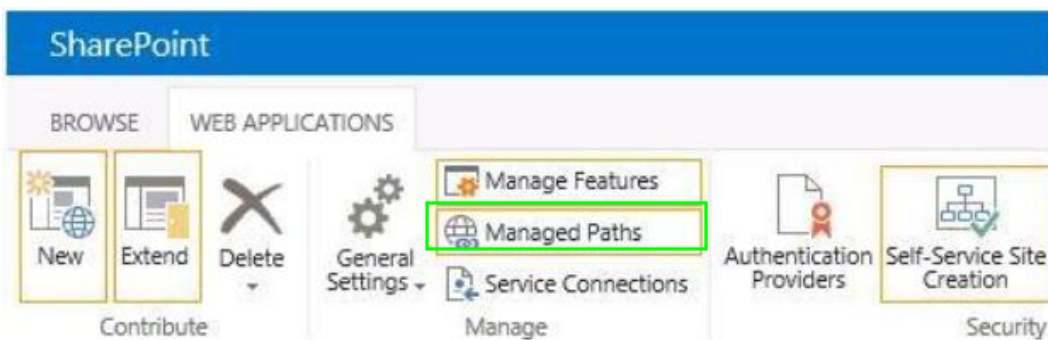 SharePoint
BROWSE WEB APPLICATIONS
New
Extend
Delete
General
Settings
Manage Features
Managed Paths
Service Connections
Authentication
Providers
Self-Service Site
Creation
Contribute
Manage
Security